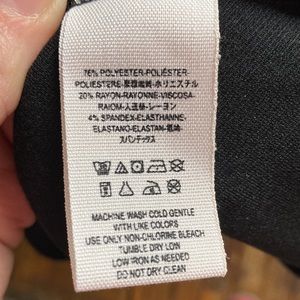 76% POLYESTER-POLIÉSTER-
POLIESTERE-聚酯纖維-ホリエステル
20% RAYON-RAYONNE-VISCOSA-
RAIOM-人造絲-レーヨン
4% SPANDEX-ELASTHANNE-
ELASTANO-ELASTAN-氨綸-
スパンデックス
MACHINE WASH COLD GENTLE
WITH LIKE COLORS
USE ONLY NON-CHLORINE BLEACH
TUMBLE DRY LOW
LOW IRON AS NEEDED
DO NOT DRY CLEAN